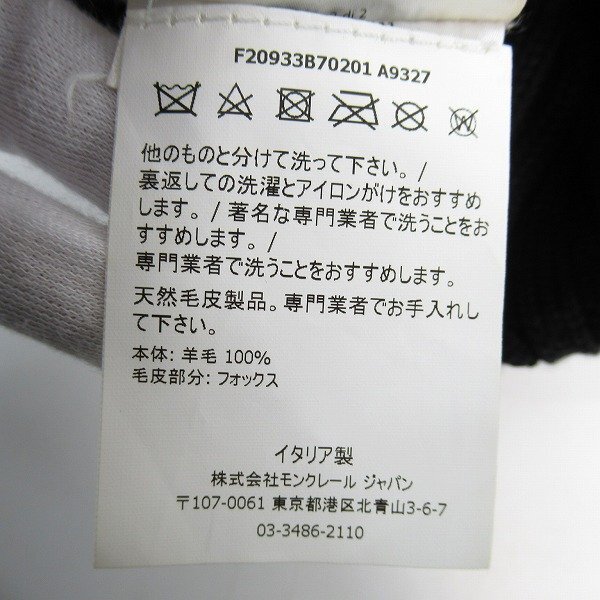 F20933B70201 A9327
W
他のものと分けて洗って下さい。/
裏返しての洗濯とアイロンがけをおすすめ
します。/ 著名な専門業者で洗うことをお
すすめします。/
専門業者で洗うことをおすすめします。
天然毛皮製品。専門業者でお手入れし
て下さい。
本体: 羊毛 100%
毛皮部分: フォックス
イタリア製
株式会社モンクレール ジャパン
〒107-0061 東京都港区北青山3-6-7
03-3486-2110